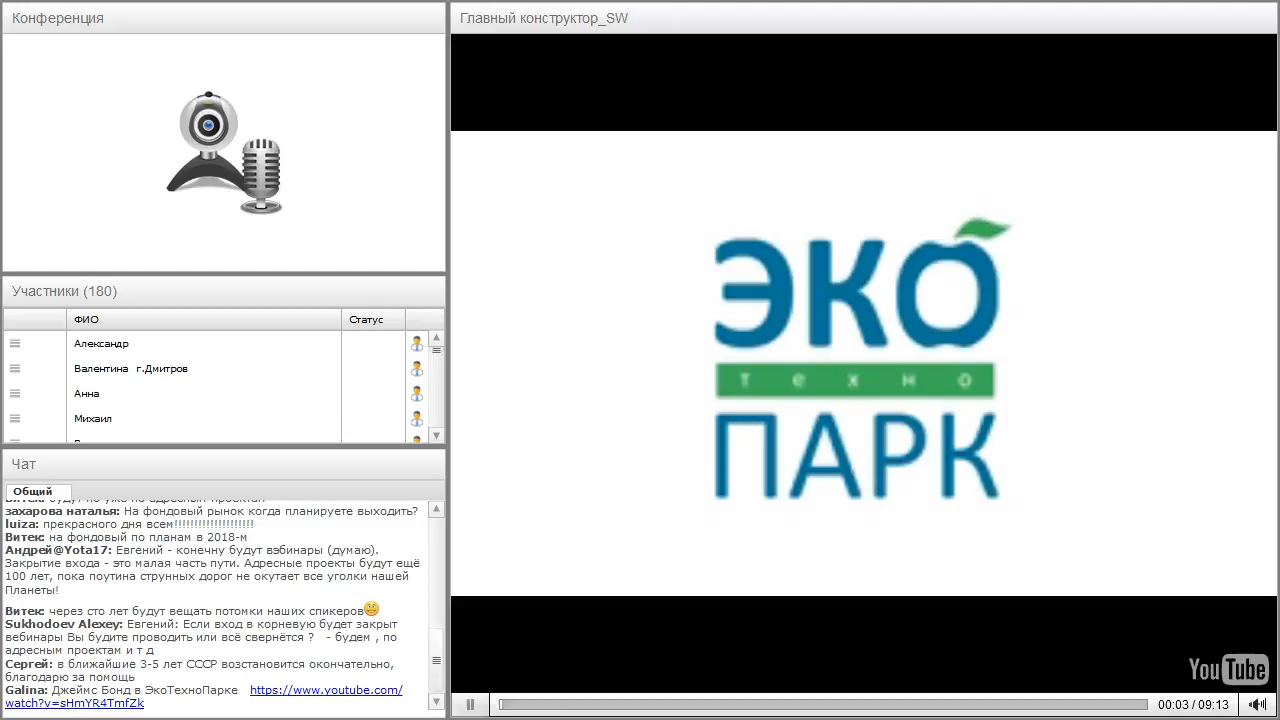 Конференция
Главный конструктор_SW
ЭКО
техно
ПАРК
Участники (180)
ФИО Статус
Александр
Валентина г.Дмитров
Анна
Михаил
Чат
Общий
захарова наталья: На фондовый рынок когда планируете выходить?
luiza: прекрасного дня всем!!!!!!!!!!!!!!!!!!!!
Витек: на фондовый по планам в 2018-м
Андрей@Yota17: Евгений - конечну будут вэбинары (думаю).
Закрытие входа - это малая часть пути. Адресные проекты будут ещё
100 лет, пока поутина струнных дорог не окутает все уголки нашей
Планеты!
Витек: через сто лет будут вещать потомки наших спикеров
Sukhodoev Alexey: Евгений: Если вход в корневую будет закрыт
вебинары Вы будите проводить или всё свернётся ? - будем , по
адресным проектам и т д
Сергей: в ближайшие 3-5 лет СССР возстановится окончательно,
благодарю за помощь
Galina: Джеймс Бонд в ЭкоТехноПарке https://www.youtube.com/
watch?v=sHmYR4TmfZk
YouTube
00:03 / 09:13